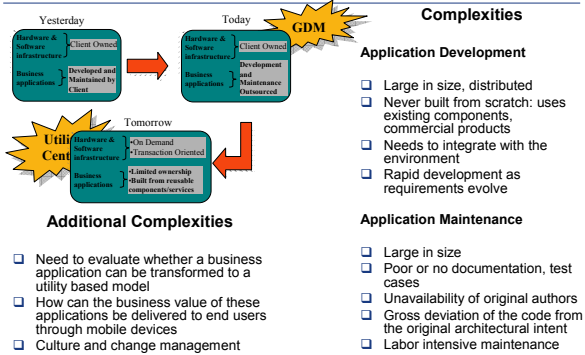 Yesterday
Hardware &
Software
infrastructure
Client Owned
Business
applications
Developed and
Maintained by
Client
Today
GDM
Hardware &
Software
infrastructure
Client Owned
Business
applications
Development
and
Maintenance
Outsourced
Tomorrow
Hardware &
Software
infrastructure
•On Demand
•Transaction Oriented
Business
applications
•Limited ownership
•Built from reusable
components/services
Additional Complexities
Need to evaluate whether a business
application can be transformed to a
utility based model
How can the business value of these
applications be delivered to end users
through mobile devices
Culture and change management
Complexities
Application Development
Large in size, distributed
Never built from scratch: uses
existing components,
commercial products
Needs to integrate with the
environment
Rapid development as
requirements evolve
Application Maintenance
Large in size
Poor or no documentation, test
cases
Unavailability of original authors
Gross deviation of the code from
the original architectural intent
Labor intensive maintenance